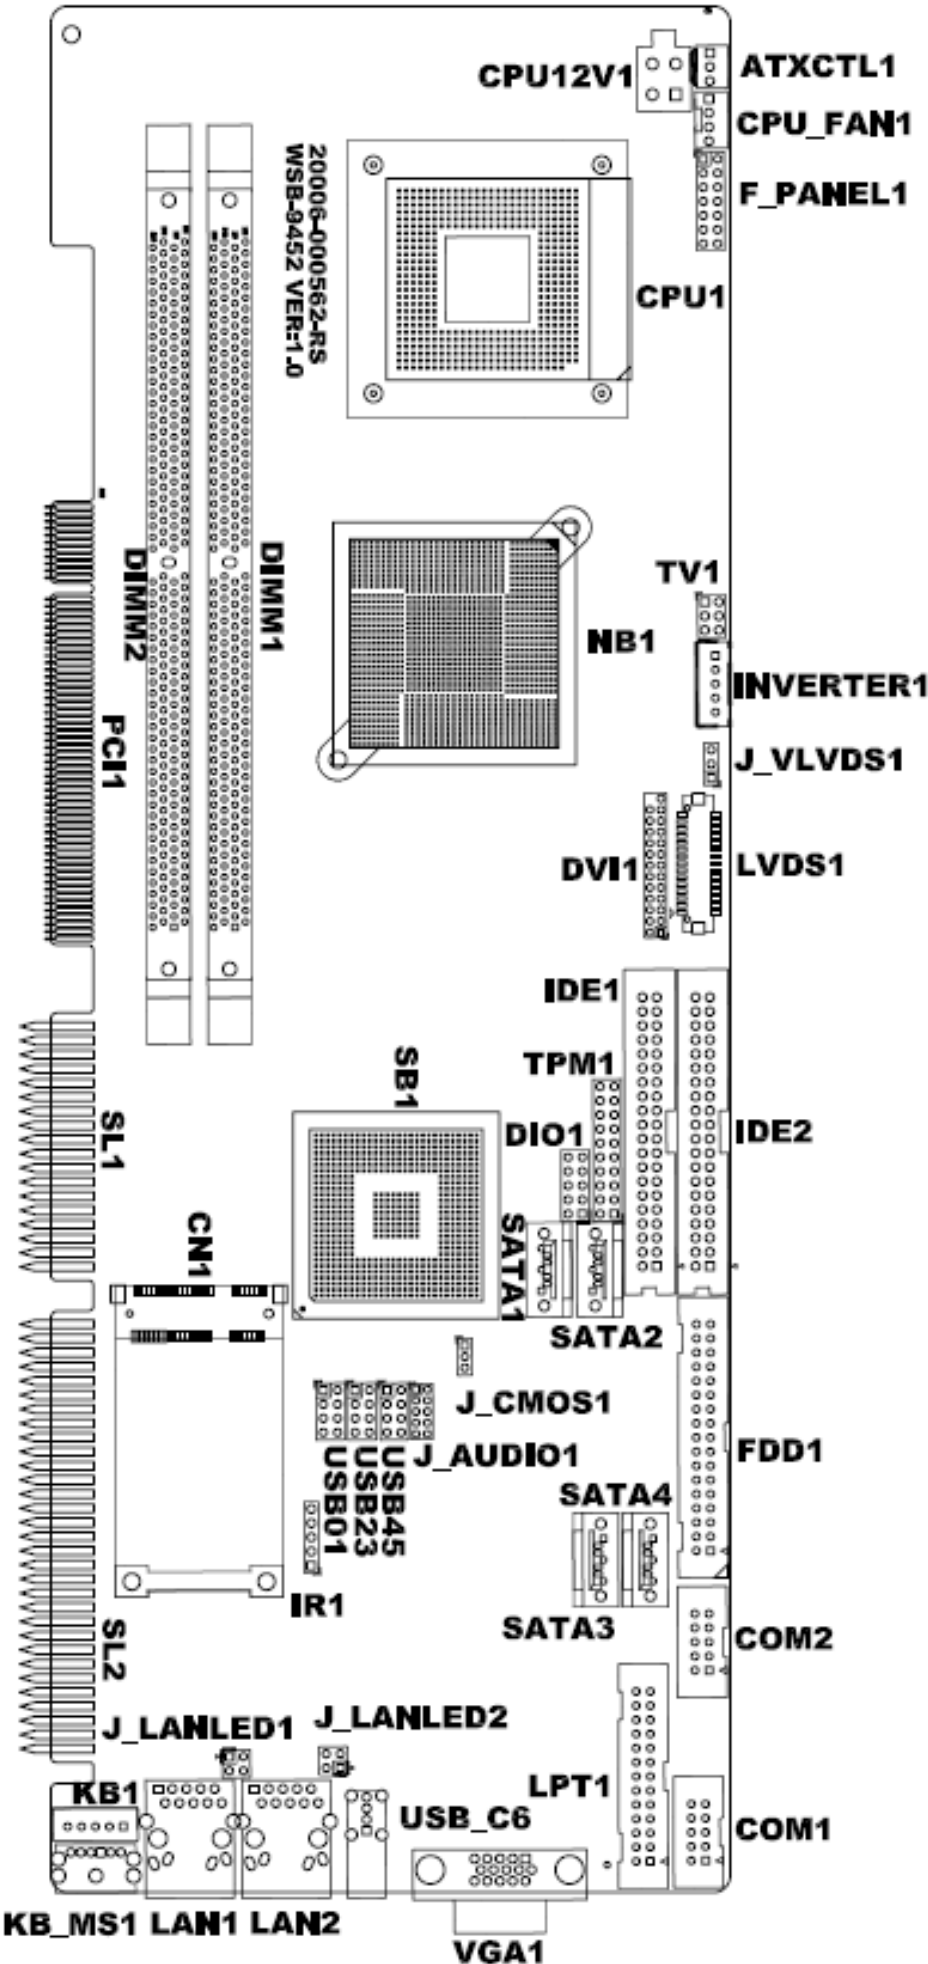 CPU12V1
ATXCTL1
CPU_FAN1
F_PANEL1
20006-000562-RS
WSB-9452 VER:1.0
CPU1
DIMM2
DIMM1
TV1
NB1
INVERTER1
PCI1
J_VLVDS1
DVI1
LVDS1
IDE1
SB1
TPM1
SL1
DIO1
IDE2
CN1
SATA1
SATA2
J_CMOS1
USB01
USB23
USB45
J_AUDIO1
FDD1
SATA4
IR1
SATA3
SL2
COM2
J_LANLED1
J_LANLED2
KB1
LPT1
USB_C6
COM1
KB_MS1
LAN1
LAN2
VGA1